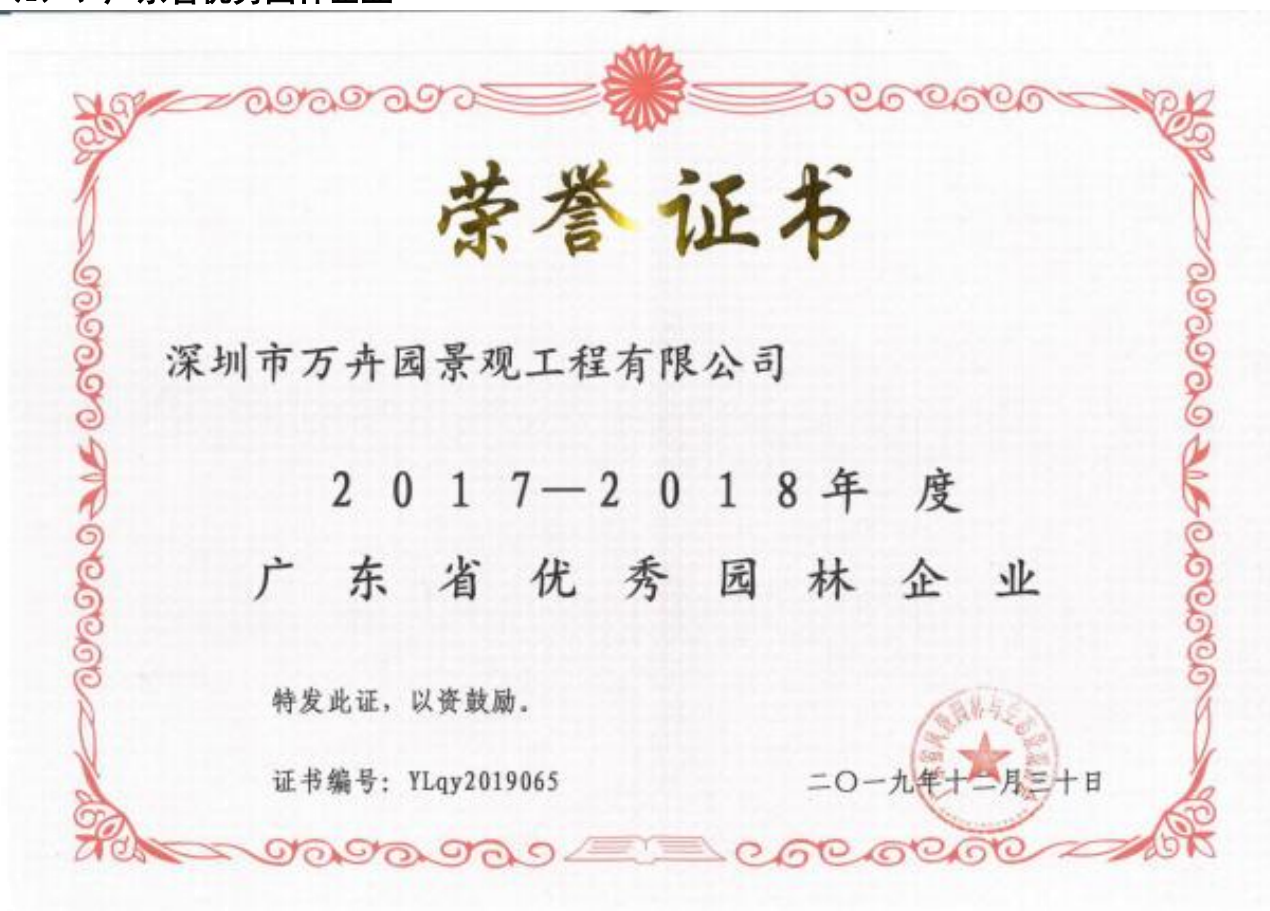 荣誉证书
深圳市万卉园景观工程有限公司
2017—2018年度
广东省优秀园林企业
特发此证，以资鼓励。
证书编号：YLqy2019065
二〇一九年十二月三十日